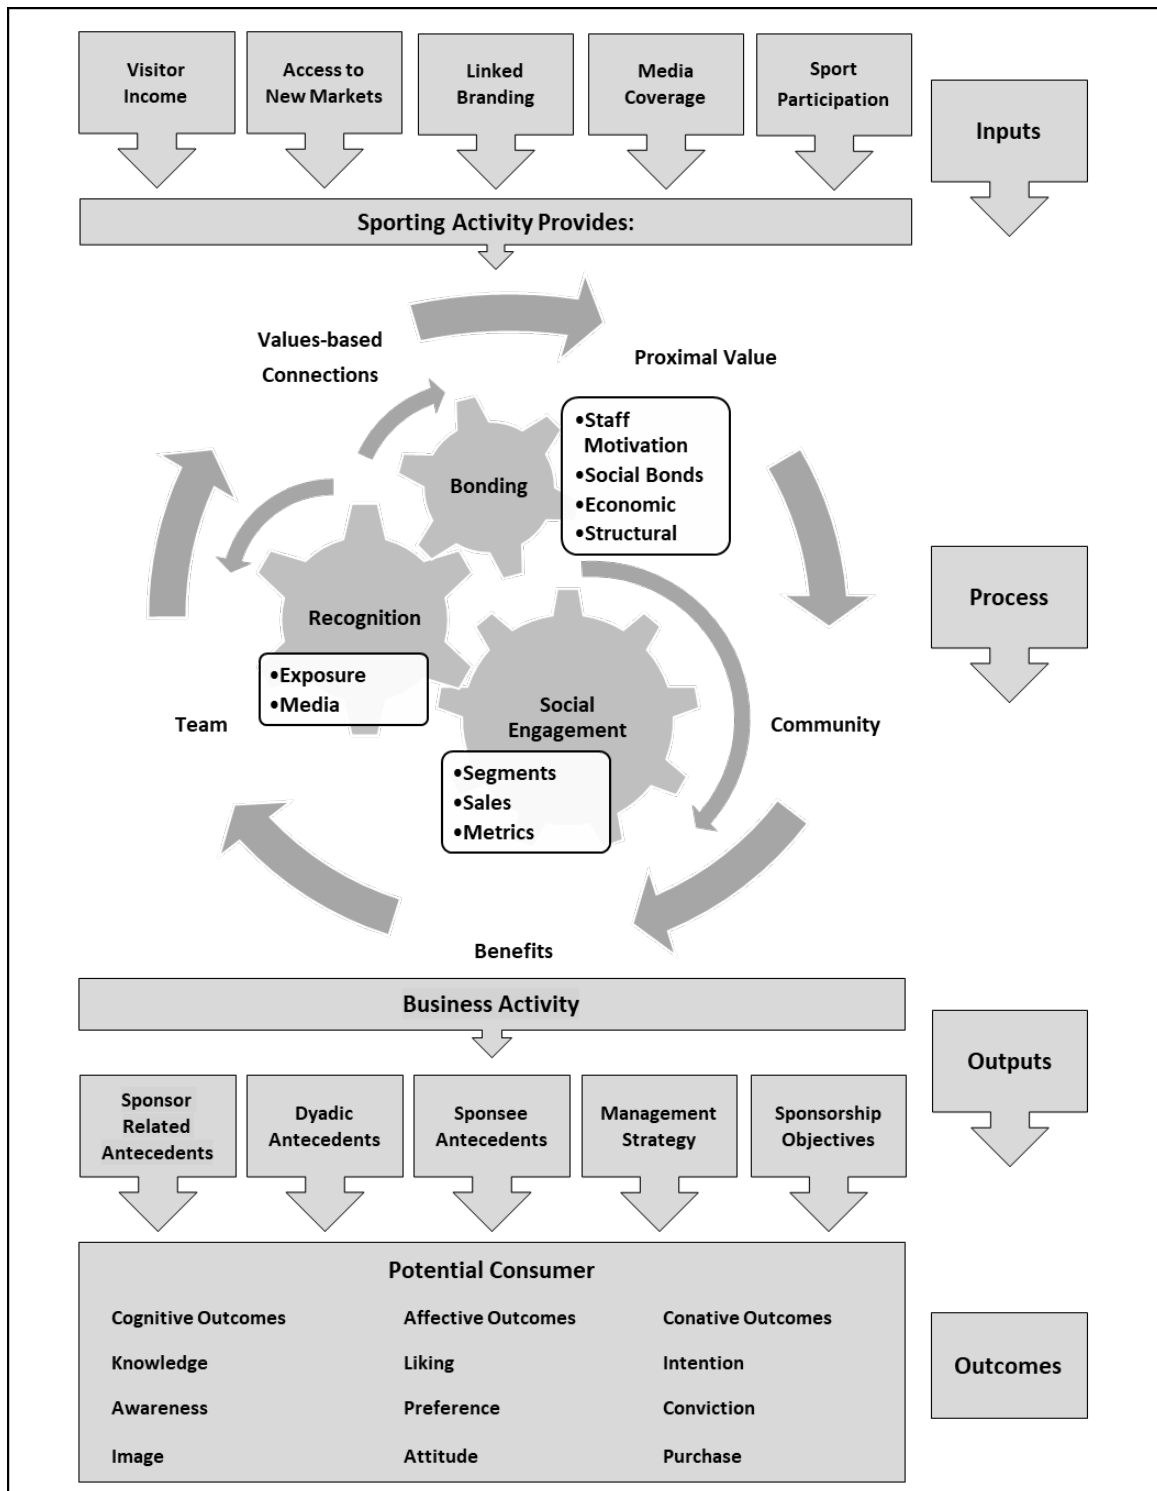 Visitor
Income
Access to
New Markets
Linked
Branding
Media
Coverage
Sport
Participation
Inputs
Sporting Activity Provides:
Values-based
Connections
Proximal Value
Bonding
•Staff
Motivation
•Social Bonds
•Economic
•Structural
Process
Recognition
•Exposure
•Media
Team
Social
Engagement
•Segments
•Sales
•Metrics
Community
Benefits
Business Activity
Outputs
Sponsor
Related
Antecedents
Dyadic
Antecedents
Sponsee
Antecedents
Management
Strategy
Sponsorship
Objectives
Potential Consumer
Cognitive Outcomes
Knowledge
Awareness
Image
Affective Outcomes
Liking
Preference
Attitude
Conative Outcomes
Intention
Conviction
Purchase
Outcomes